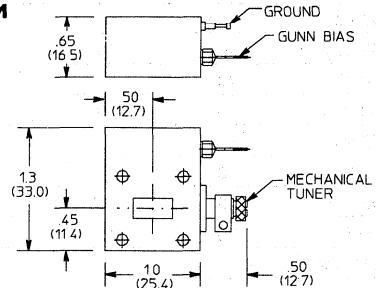 M
GROUND
.65
(16.5)
GUNN BIAS
.50
(12.7)
1.3
(33.0)
MECHANICAL
TUNER
.45
(11.4)
1.0
(25.4)
.50
(12.7)